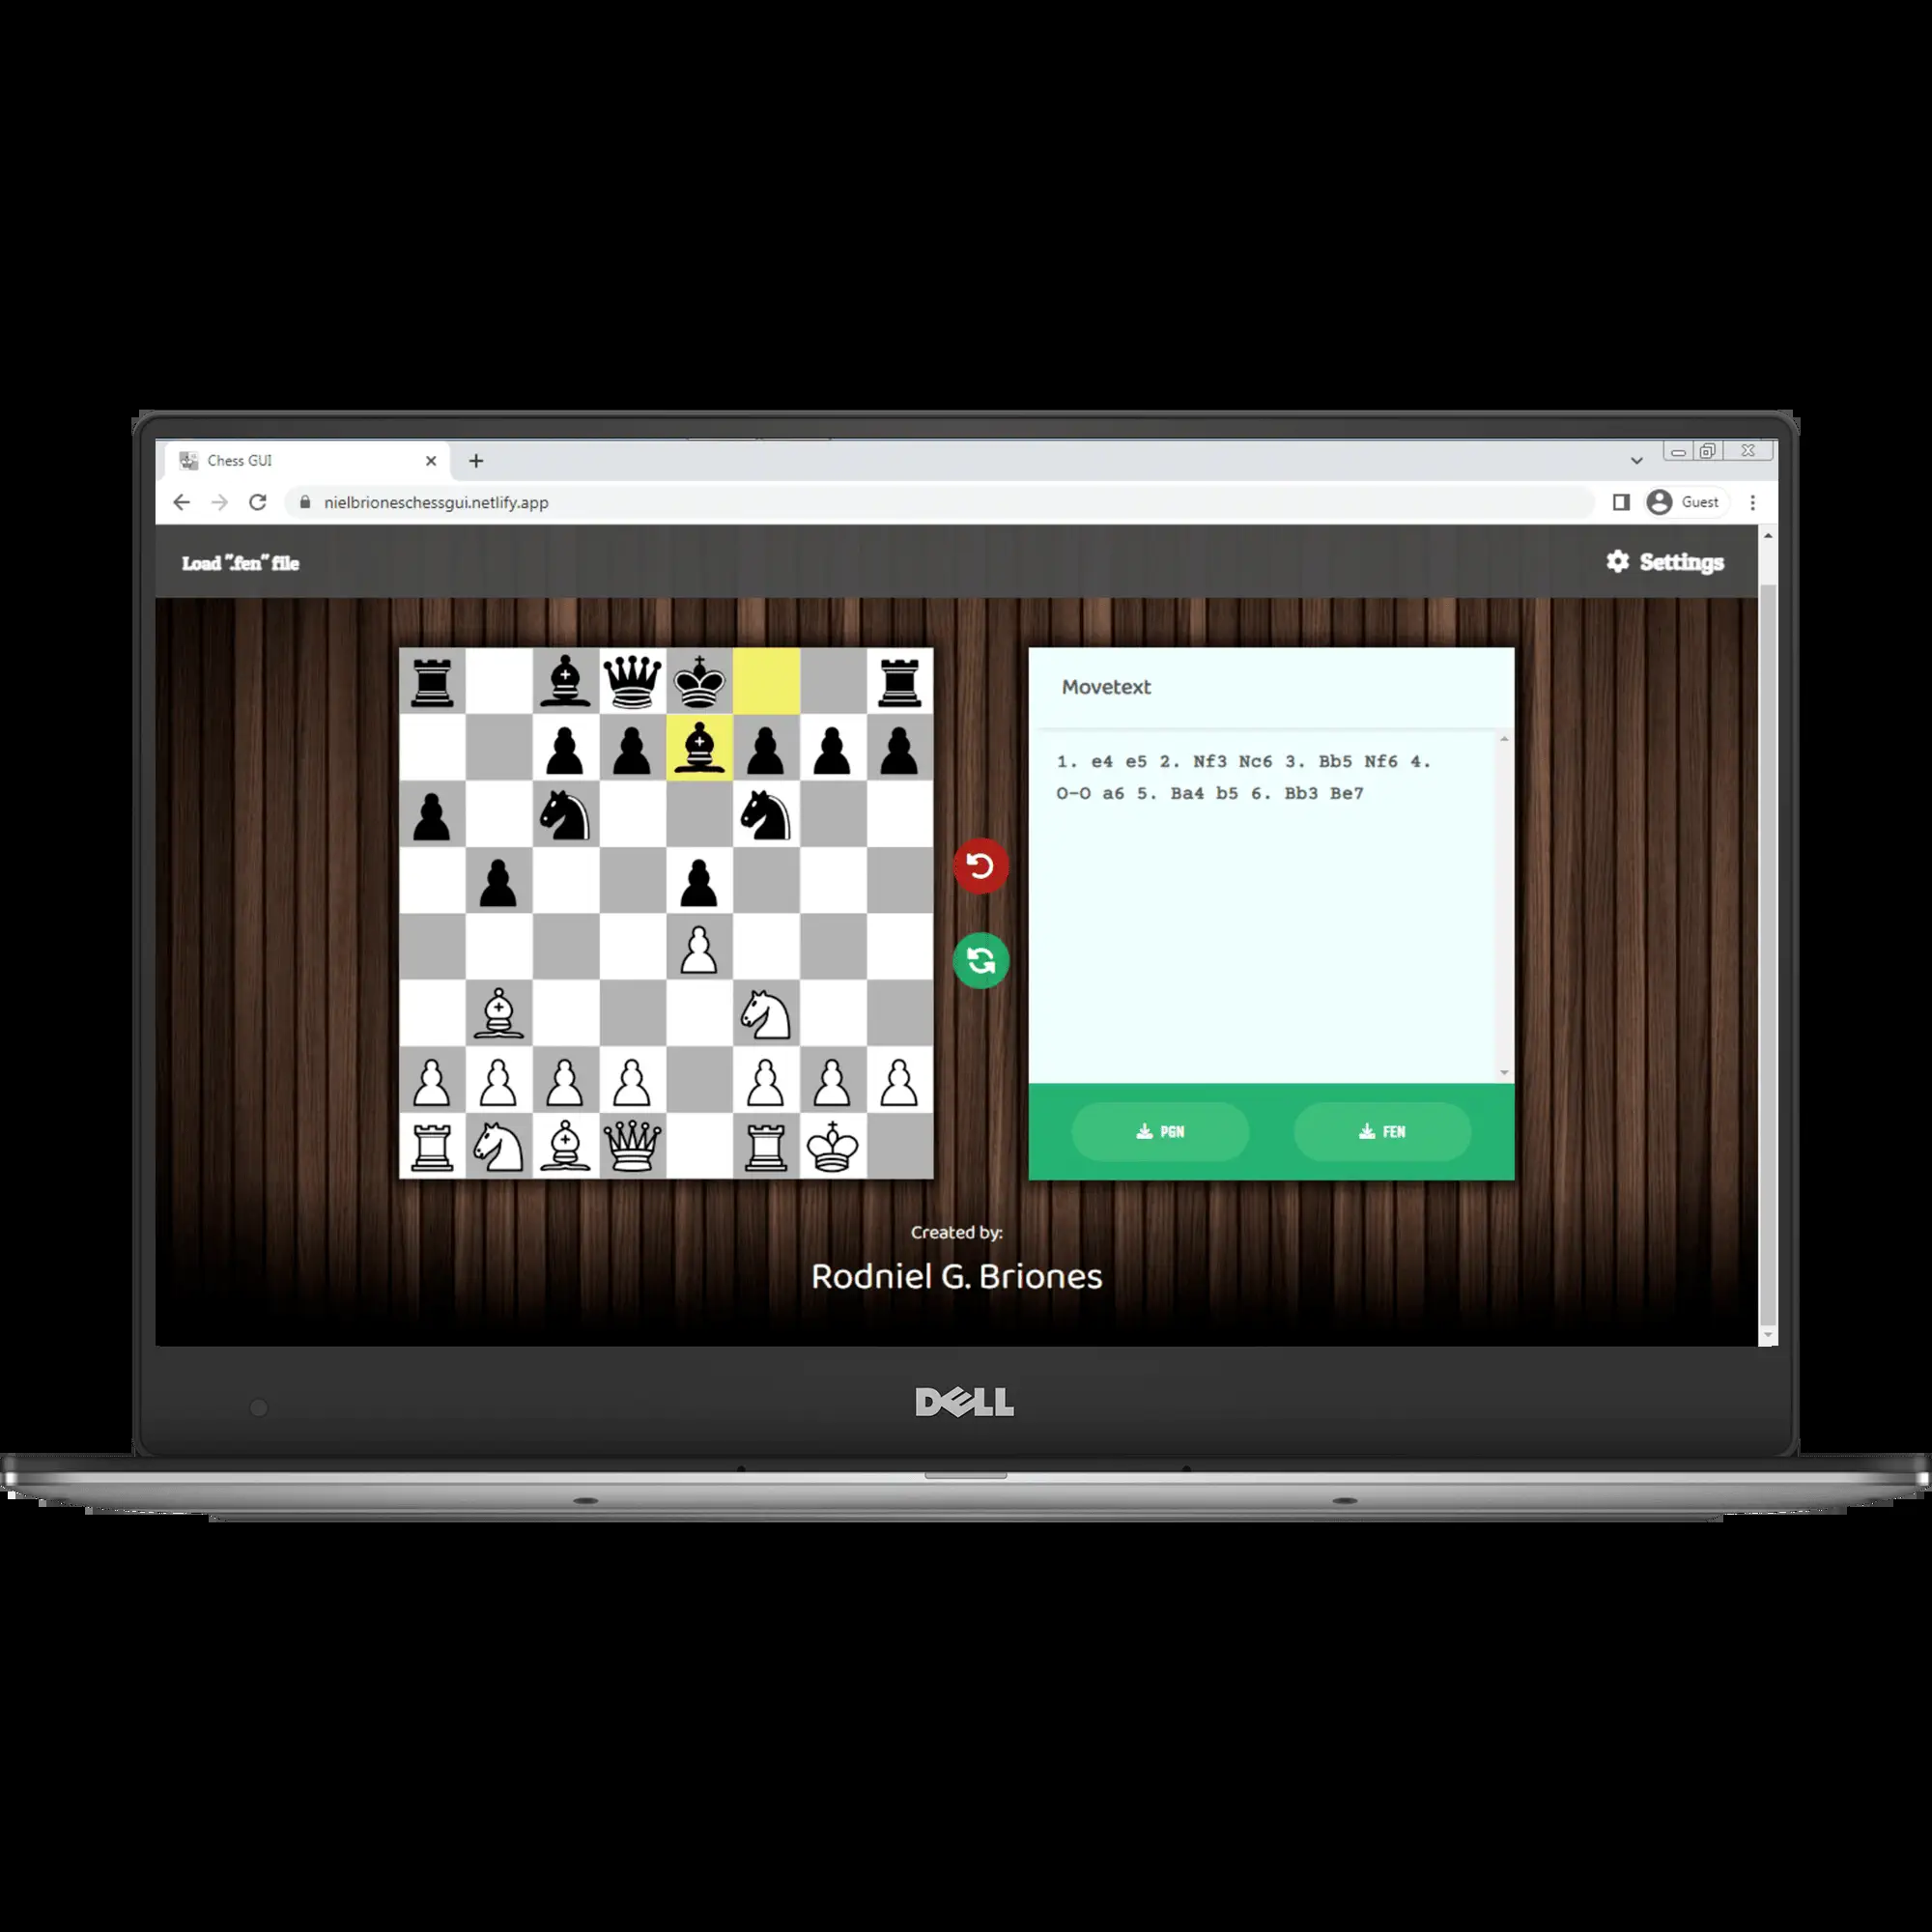 Chess GUI
nielbrioneschessgui.netlify.app
Guest
Load ".fen" file
Settings
Movetext
1. e4 e5 2. Nf3 Nc6 3. Bb5 Nf6 4.
O-O a6 5. Ba4 b5 6. Bb3 Be7
PGN
FEN
Created by:
Rodniel G. Briones
DELL